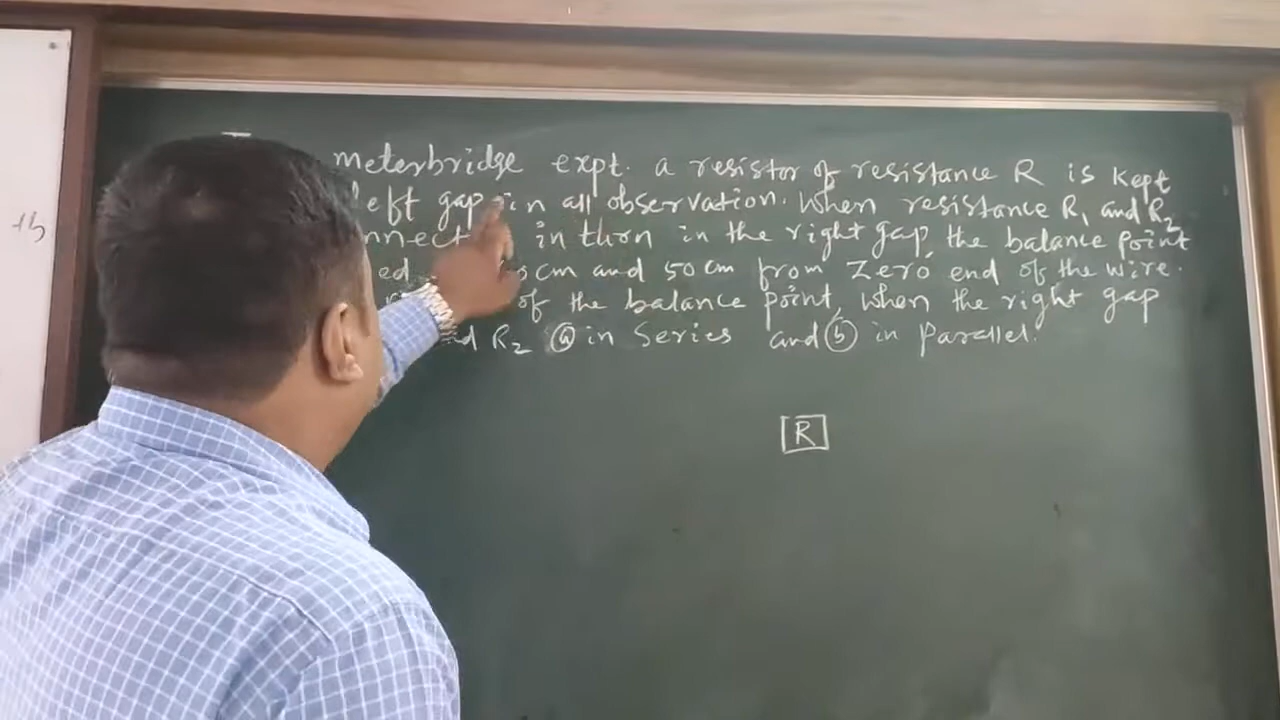 meterbridge expt. a resistor of resistance R is kept
left gap in all observation. When resistance R₁ and R₂
in thrn in the right gap, the balance point
cm and 50 cm from Zero end of the wire.
of the balance point, when the right gap
R₂ ⓐ in Series and ⓑ in parallel.
R